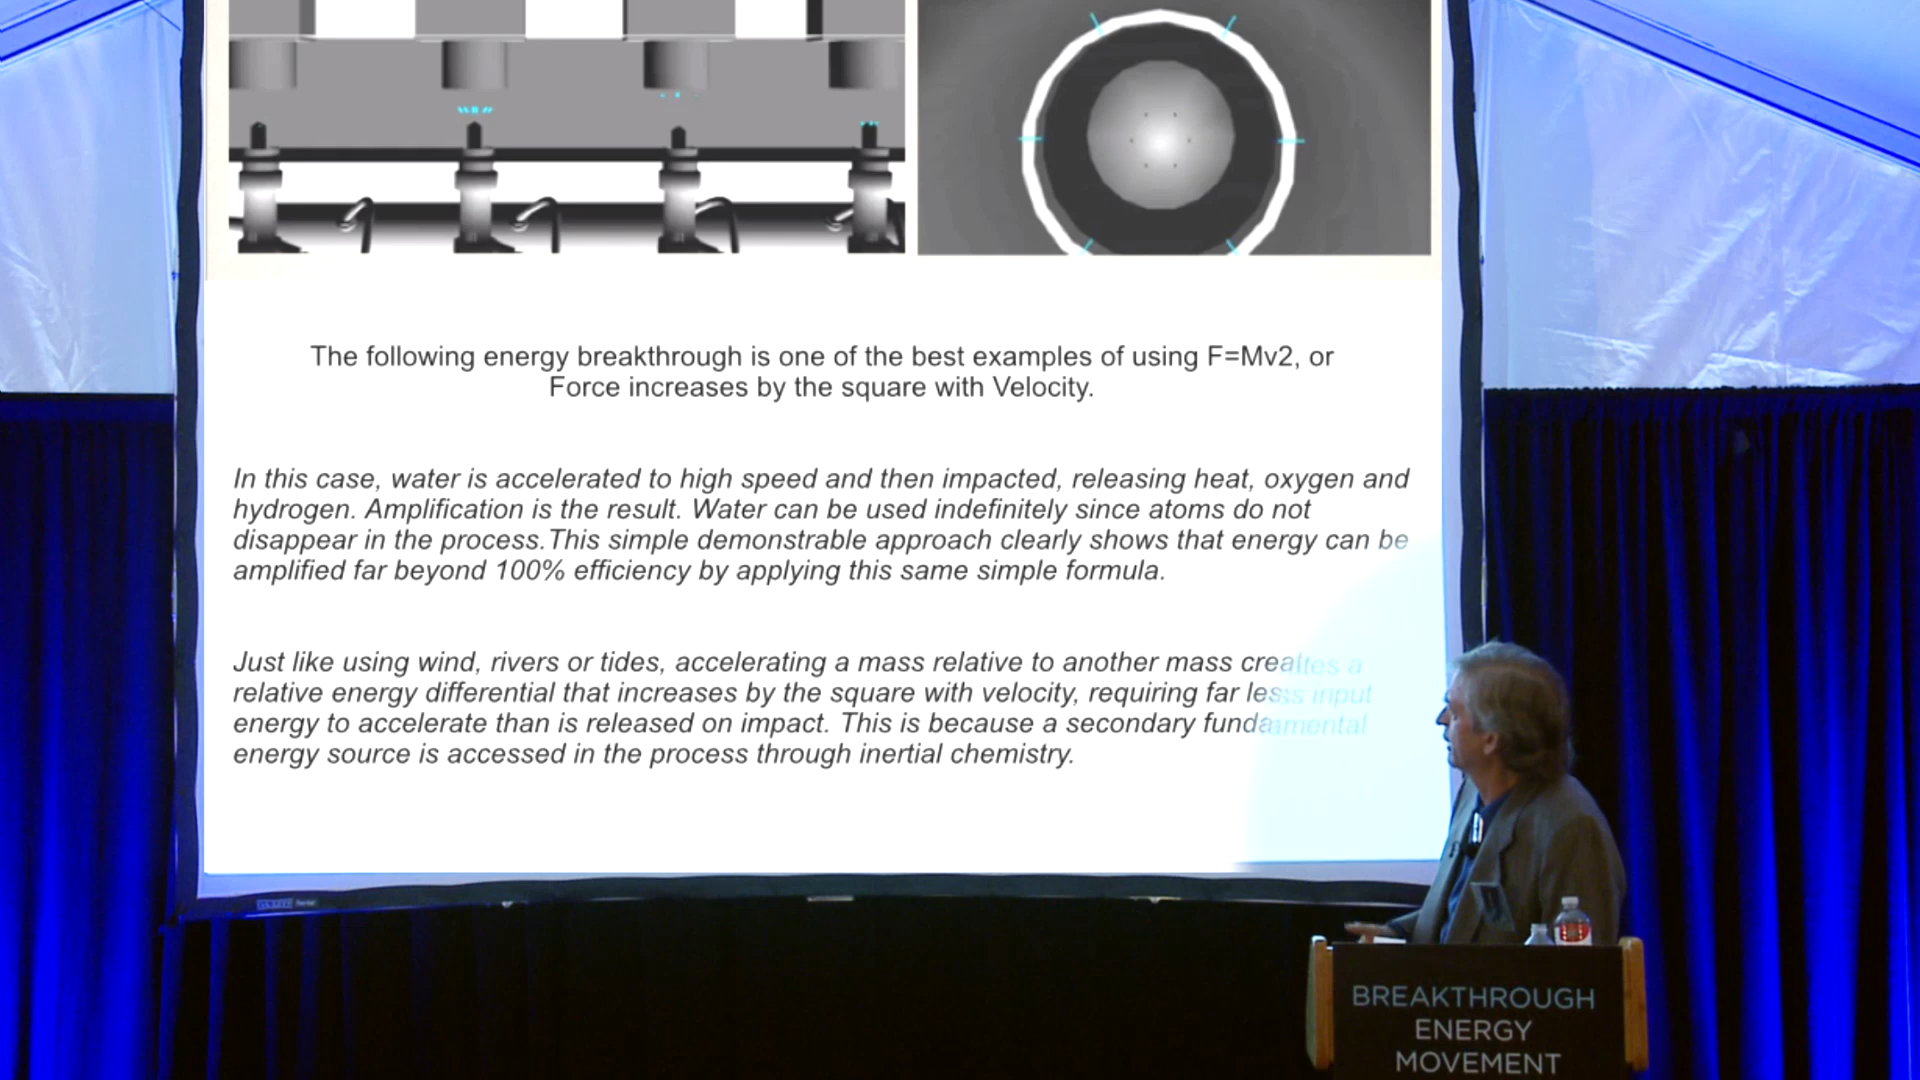 The following energy breakthrough is one of the best examples of using F=Mv2, or
Force increases by the square with Velocity.
In this case, water is accelerated to high speed and then impacted, releasing heat, oxygen and
hydrogen. Amplification is the result. Water can be used indefinitely since atoms do not
disappear in the process.This simple demonstrable approach clearly shows that energy can be
amplified far beyond 100% efficiency by applying this same simple formula.
Just like using wind, rivers or tides, accelerating a mass relative to another mass creates a
relative energy differential that increases by the square with velocity, requiring far less input
energy to accelerate than is released on impact. This is because a secondary fundamental
energy source is accessed in the process through inertial chemistry.
BREAKTHROUGH
ENERGY
MOVEMENT